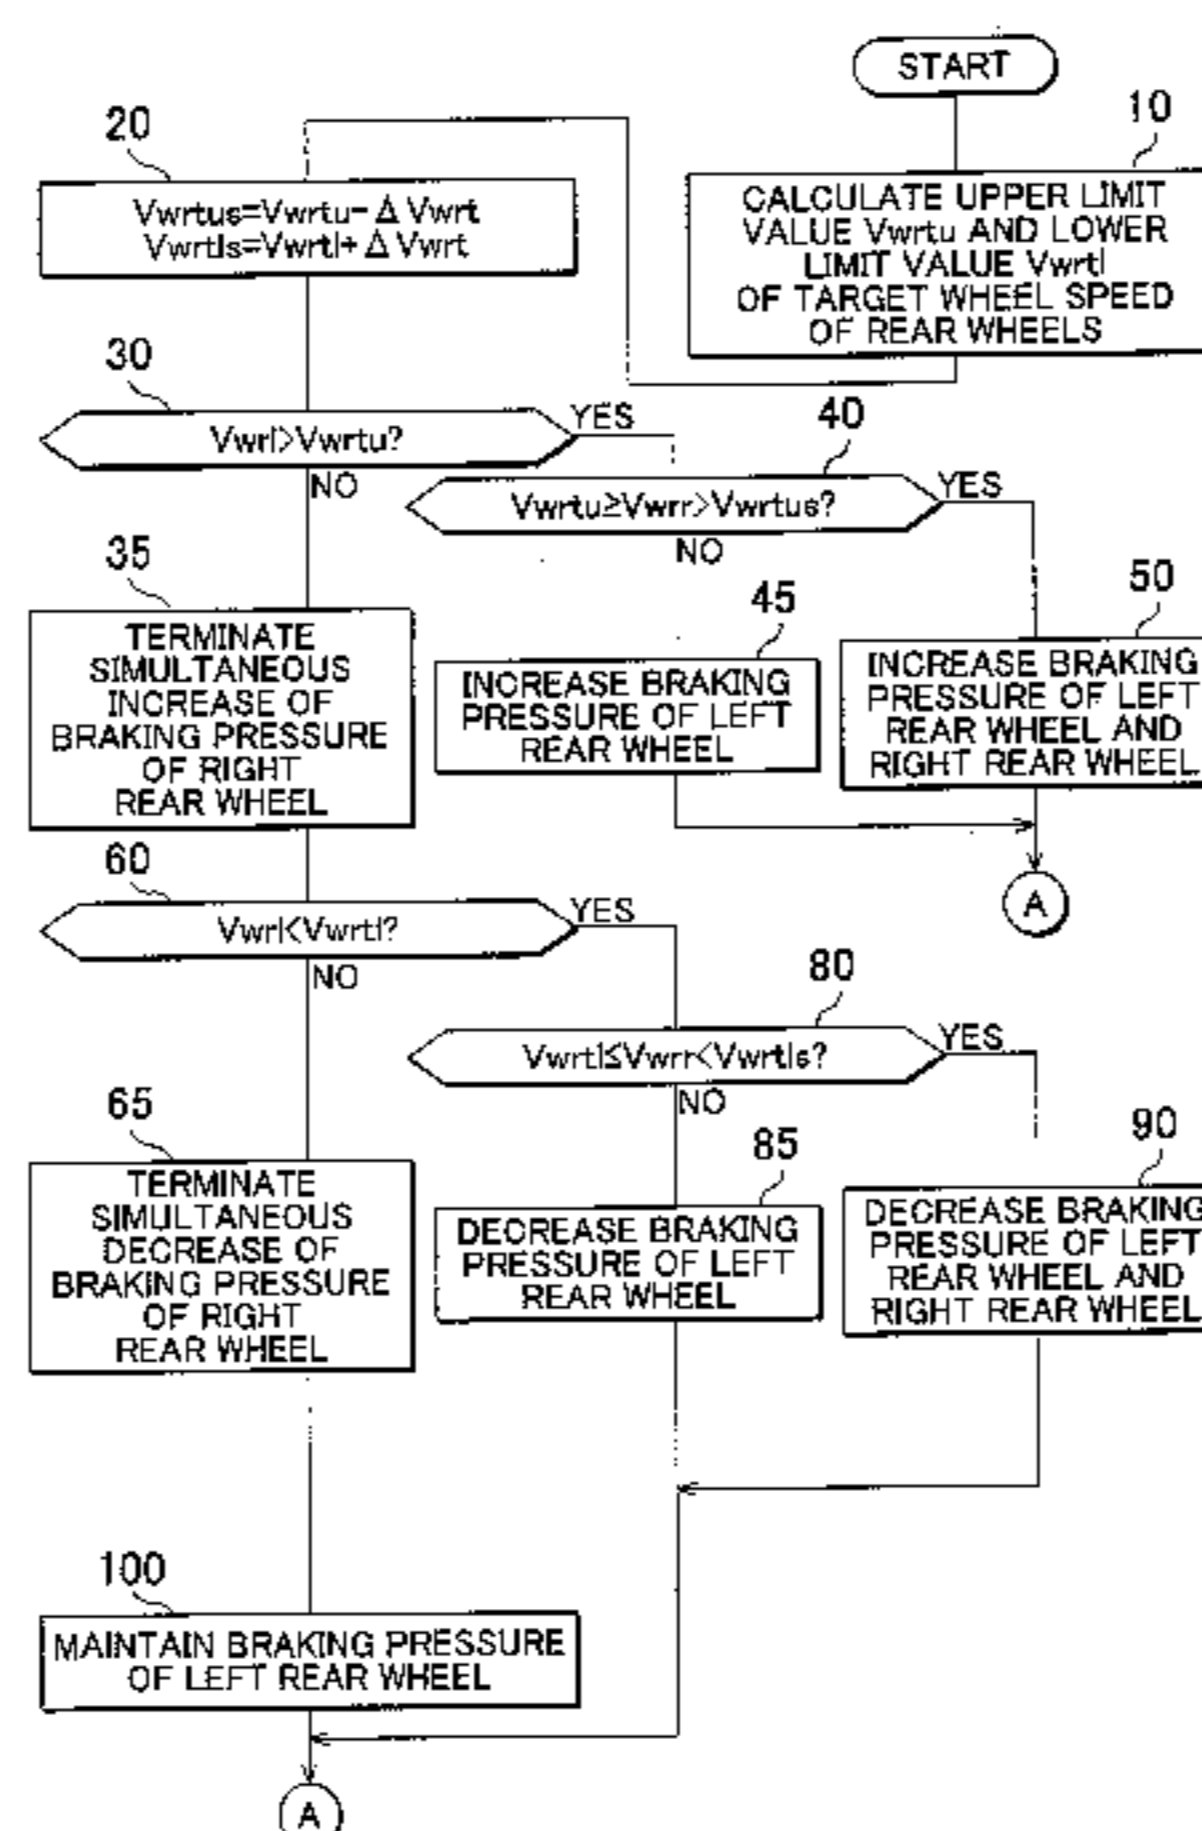 START
10
CALCULATE UPPER LIMIT
VALUE Vwrtu AND LOWER
LIMIT VALUE Vwrtl
OF TARGET WHEEL SPEED
OF REAR WHEELS
20
Vwrtus=Vwrtu-Δ Vwrt
Vwrtls=Vwrtl+Δ Vwrt
30
Vwrl>Vwrtu?
YES
NO
40
Vwrtu≥Vwrr>Vwrtus?
YES
NO
35
TERMINATE
SIMULTANEOUS
INCREASE OF
BRAKING PRESSURE
OF RIGHT
REAR WHEEL
45
INCREASE BRAKING
PRESSURE OF LEFT
REAR WHEEL
50
INCREASE BRAKING
PRESSURE OF LEFT
REAR WHEEL AND
RIGHT REAR WHEEL
A
60
Vwrl<Vwrtl?
YES
NO
80
Vwrtl≤Vwrr<Vwrtls?
YES
NO
65
TERMINATE
SIMULTANEOUS
DECREASE OF
BRAKING PRESSURE
OF RIGHT
REAR WHEEL
85
DECREASE BRAKING
PRESSURE OF LEFT
REAR WHEEL
90
DECREASE BRAKING
PRESSURE OF LEFT
REAR WHEEL AND
RIGHT REAR WHEEL
100
MAINTAIN BRAKING PRESSURE
OF LEFT REAR WHEEL
A